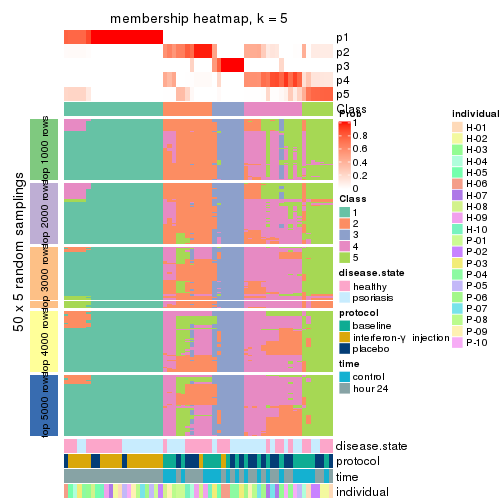 membership heatmap, k = 5
p1
p2
p3
p4
p5
Class
50 x 5 random samplings
top 1000 rows
top 2000 rows
top 3000 rows
top 4000 rows
top 5000 rows
disease.state
protocol
time
individual
Prob
1
0.8
0.6
0.4
0.2
0
Class
1
2
3
4
5
disease.state
healthy
psoriasis
protocol
baseline
interferon-γ injection
placebo
time
control
hour 24
individual
H-01
H-02
H-03
H-04
H-05
H-06
H-07
H-08
H-09
H-10
P-01
P-02
P-03
P-04
P-05
P-06
P-07
P-08
P-09
P-10